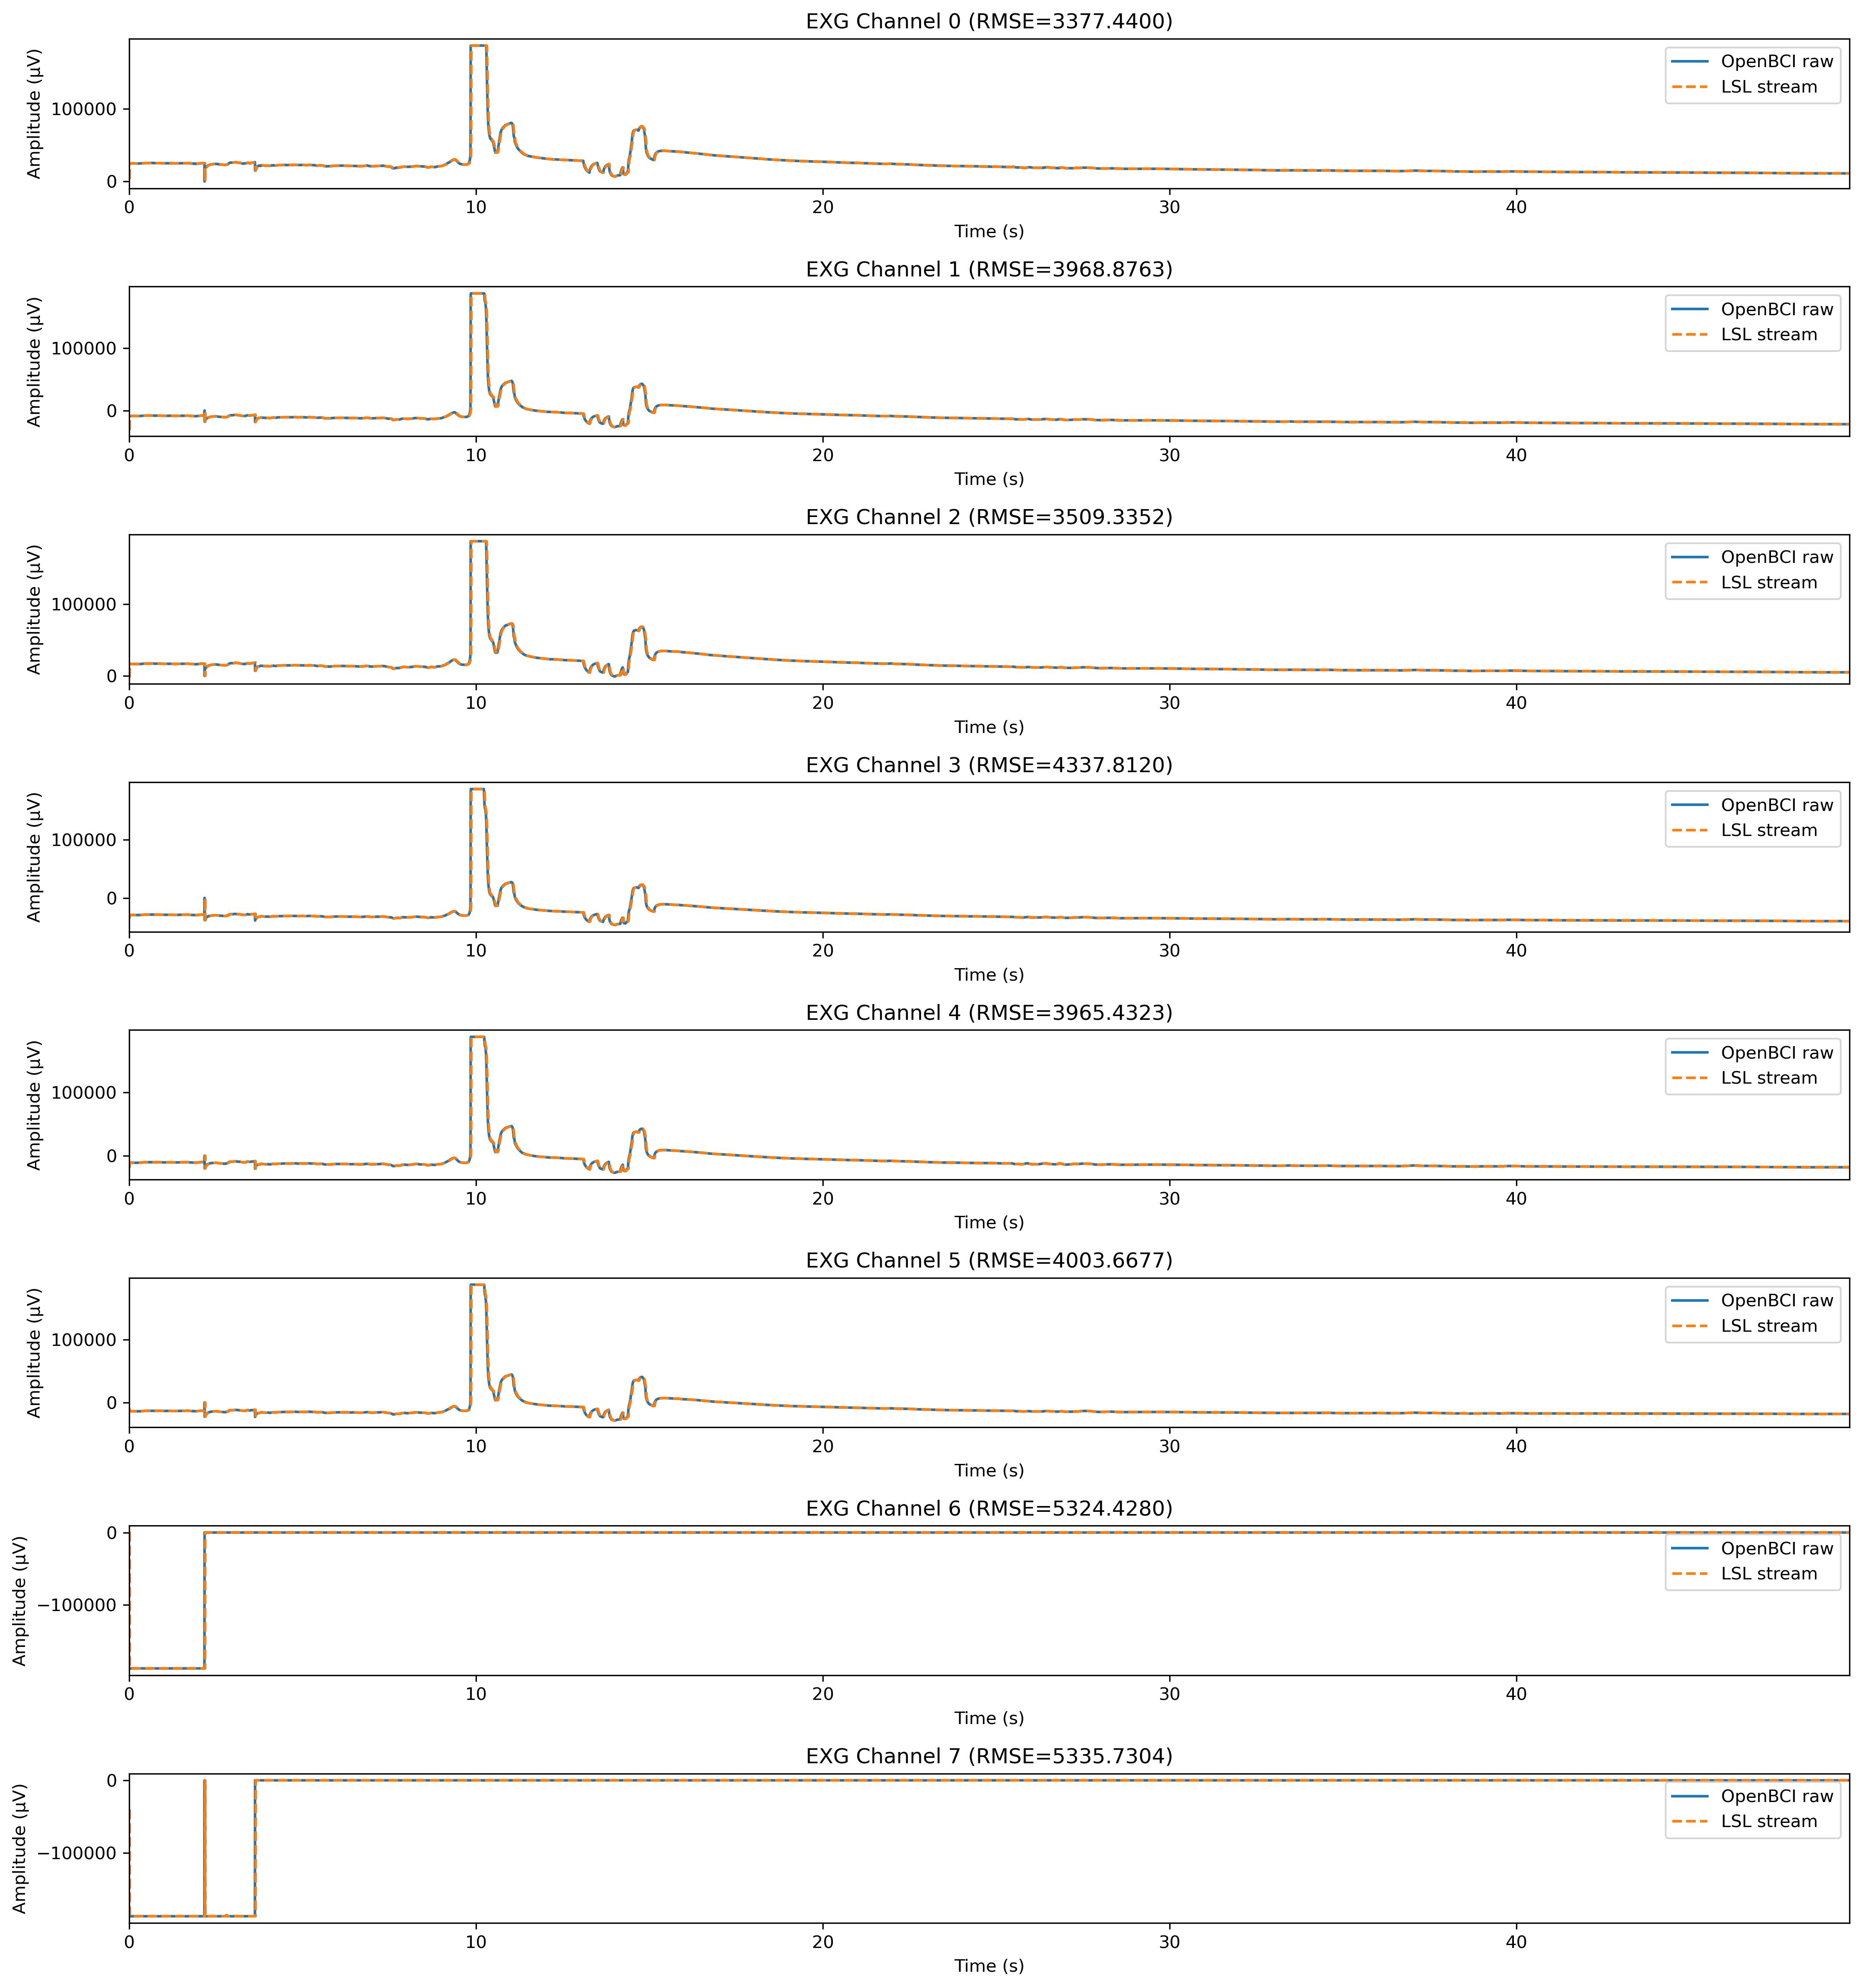 EXG Channel 0 (RMSE=3377.4400)
Amplitude (µV)
100000
0
OpenBCI raw
LSL stream
0 10 20 30 40
Time (s)
EXG Channel 1 (RMSE=3968.8763)
Amplitude (µV)
100000
0
OpenBCI raw
LSL stream
0 10 20 30 40
Time (s)
EXG Channel 2 (RMSE=3509.3352)
Amplitude (µV)
100000
0
OpenBCI raw
LSL stream
0 10 20 30 40
Time (s)
EXG Channel 3 (RMSE=4337.8120)
Amplitude (µV)
100000
0
OpenBCI raw
LSL stream
0 10 20 30 40
Time (s)
EXG Channel 4 (RMSE=3965.4323)
Amplitude (µV)
100000
0
OpenBCI raw
LSL stream
0 10 20 30 40
Time (s)
EXG Channel 5 (RMSE=4003.6677)
Amplitude (µV)
100000
0
OpenBCI raw
LSL stream
0 10 20 30 40
Time (s)
EXG Channel 6 (RMSE=5324.4280)
Amplitude (µV)
0
−100000
OpenBCI raw
LSL stream
0 10 20 30 40
Time (s)
EXG Channel 7 (RMSE=5335.7304)
Amplitude (µV)
0
−100000
OpenBCI raw
LSL stream
0 10 20 30 40
Time (s)